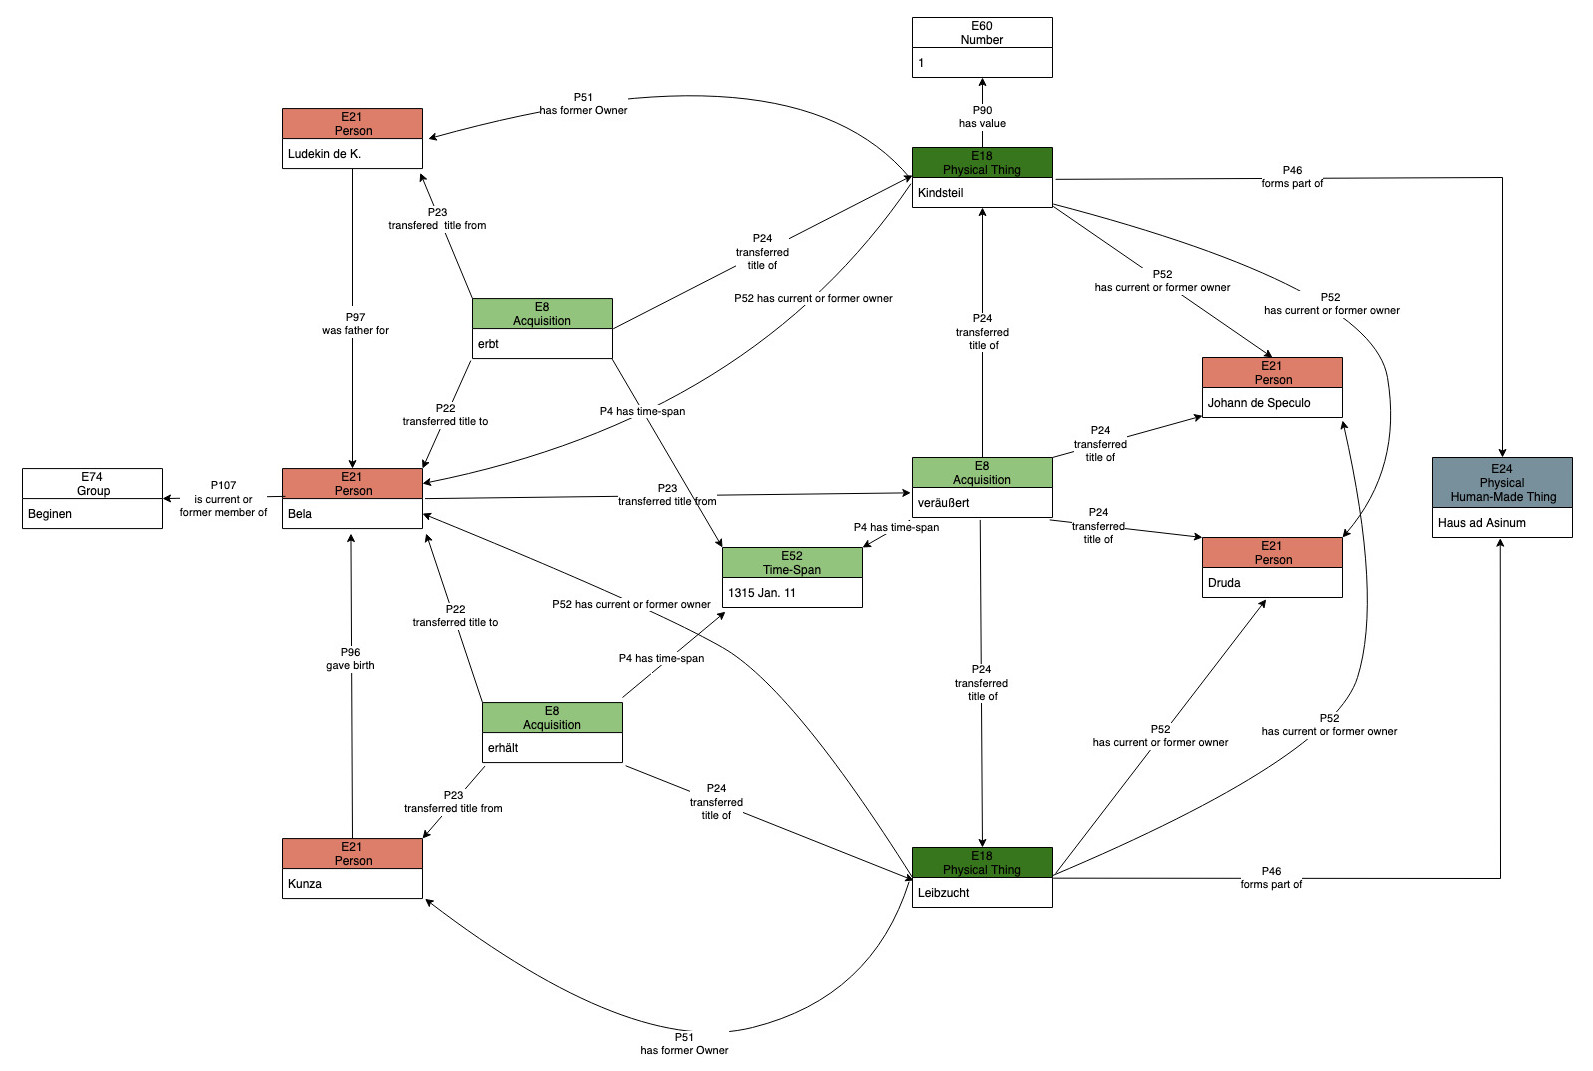 E60
Number
1
P51
has former Owner
P90
has value
E21
Person
Ludekin de K.
E18
Physical Thing
Kindsteil
P46
forms part of
P23
transfered  title from
P24
transferred
title of
P52
has current or former owner
P52
has current or former owner
P52 has current or former owner
E8
Acquisition
erbt
P97
was father for
P24
transferred
title of
E21
Person
Johann de Speculo
P22
transferred title to
P4 has time-span
P24
transferred
title of
E74
Group
Beginen
P107
is current or
former member of
E21
Person
Bela
P23
transferred title from
E8
Acquisition
veräußert
P4 has time-span
P24
transferred
title of
E24
Physical
Human-Made Thing
Haus ad Asinum
E52
Time-Span
1315 Jan. 11
E21
Person
Druda
P52 has current or former owner
P22
transferred title to
P96
gave birth
P4 has time-span
P24
transferred
title of
E8
Acquisition
erhält
P52
has current or former owner
P52
has current or former owner
P23
transferred title from
P24
transferred
title of
E21
Person
Kunza
E18
Physical Thing
Leibzucht
P46
forms part of
P51
has former Owner